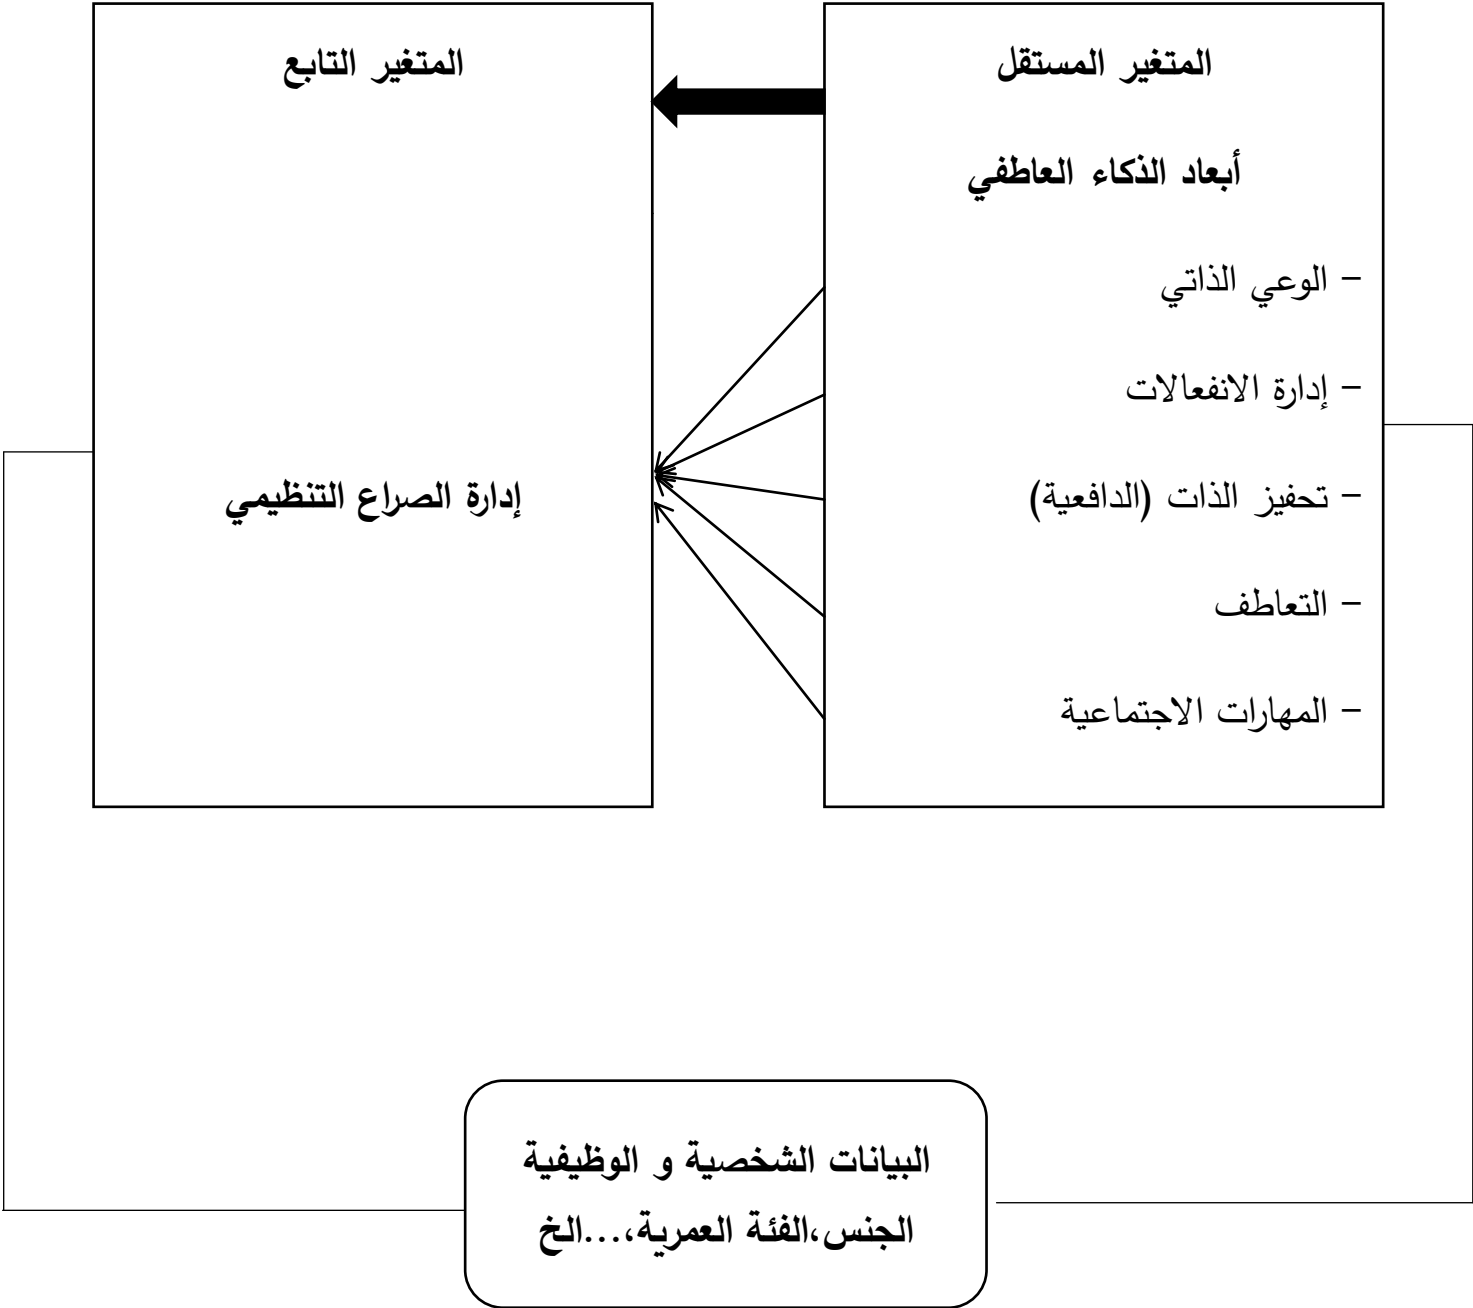 المتغير المستقل
أبعاد الذكاء العاطفي
- الوعي الذاتي
- إدارة الانفعالات
- تحفيز الذات (الدافعية)
- التعاطف
- المهارات الاجتماعية
المتغير التابع
إدارة الصراع التنظيمي
البيانات الشخصية و الوظيفية
الجنس،الفئة العمرية،...الخ